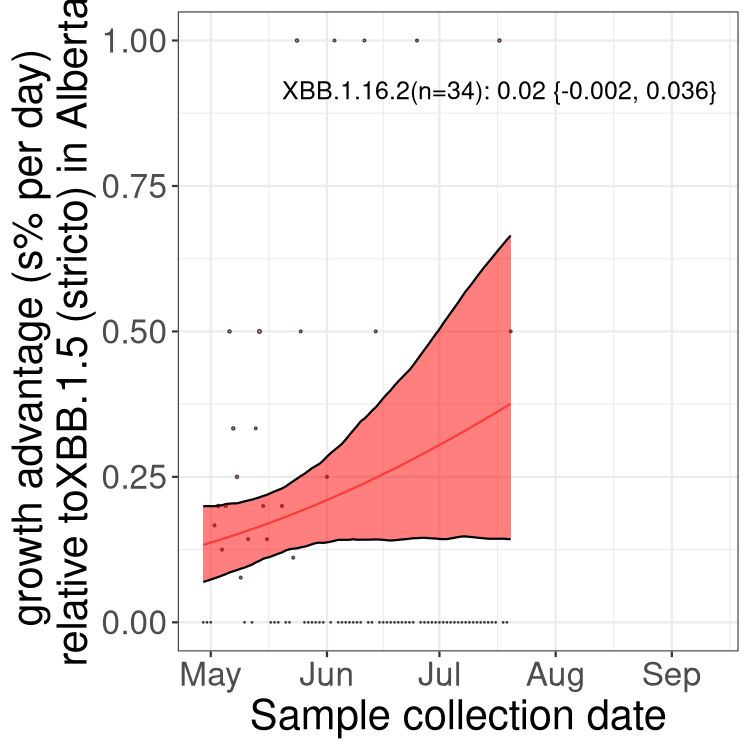 growth advantage (s% per day)
relative toXBB.1.5 (stricto) in Alberta
1.00
0.75
0.50
0.25
0.00
XBB.1.16.2(n=34): 0.02 {-0.002, 0.036}
May Jun Jul Aug Sep
Sample collection date